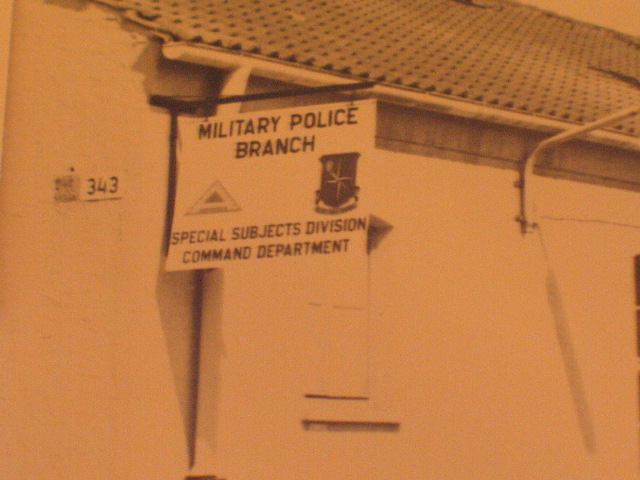 MILITARY POLICE
BRANCH
SPECIAL SUBJECTS DIVISION
COMMAND DEPARTMENT
343